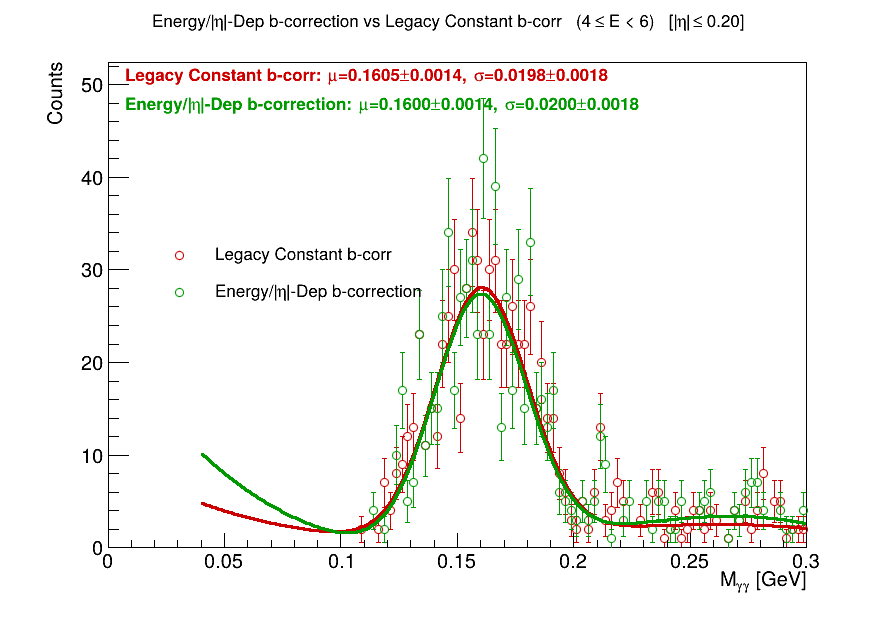 Energy/|η|-Dep b-correction vs Legacy Constant b-corr (4 ≤ E < 6) [|η| ≤ 0.20]
Counts
Legacy Constant b-corr: μ=0.1605±0.0014, σ=0.0198±0.0018
Energy/|η|-Dep b-correction: μ=0.1600±0.0014, σ=0.0200±0.0018
50
40
30
20
10
0
Legacy Constant b-corr
Energy/|η|-Dep b-correction
0 0.05 0.1 0.15 0.2 0.25 0.3
Mγγ [GeV]